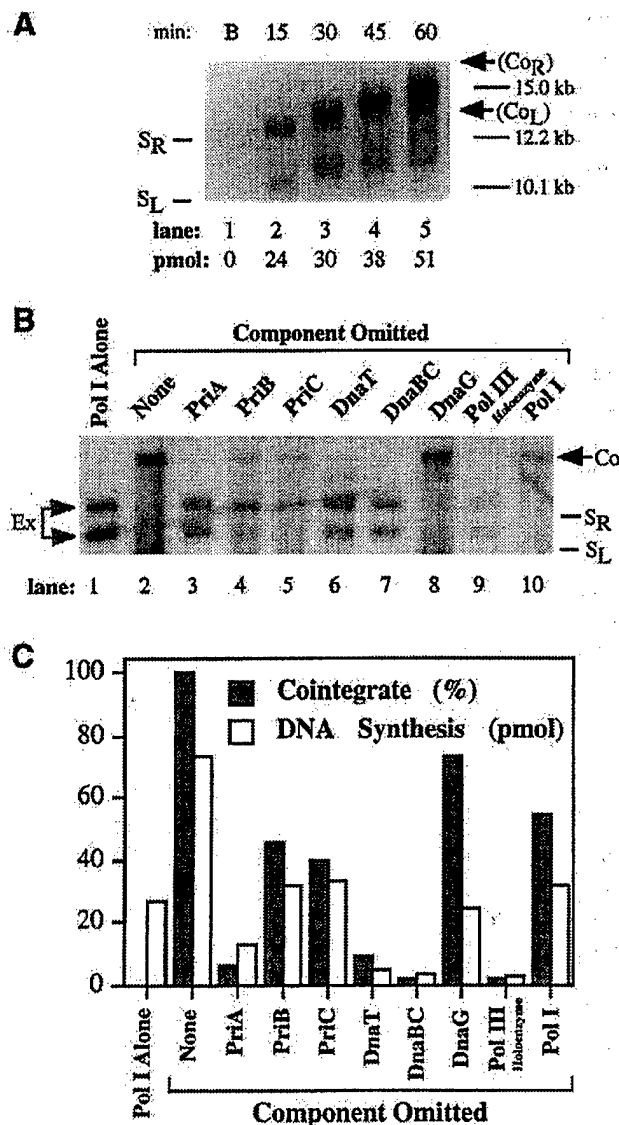 A
min: B 15 30 45 60
(CoR)
15.0 kb
(CoL)
SR
12.2 kb
SL
10.1 kb
lane: 1 2 3 4 5
pmol: 0 24 30 38 51
B
Component Omitted
Pol I Alone
None
PriA
PriB
PriC
DnaT
DnaBC
DnaG
Pol III Holoenzyme
Pol I
Co
Ex
SR
SL
lane: 1 2 3 4 5 6 7 8 9 10
C
100
80
60
40
20
0
Cointegrate (%)
DNA Synthesis (pmol)
Pol I Alone
None
PriA
PriB
PriC
DnaT
DnaBC
DnaG
Pol III Holoenzyme
Pol I
Component Omitted